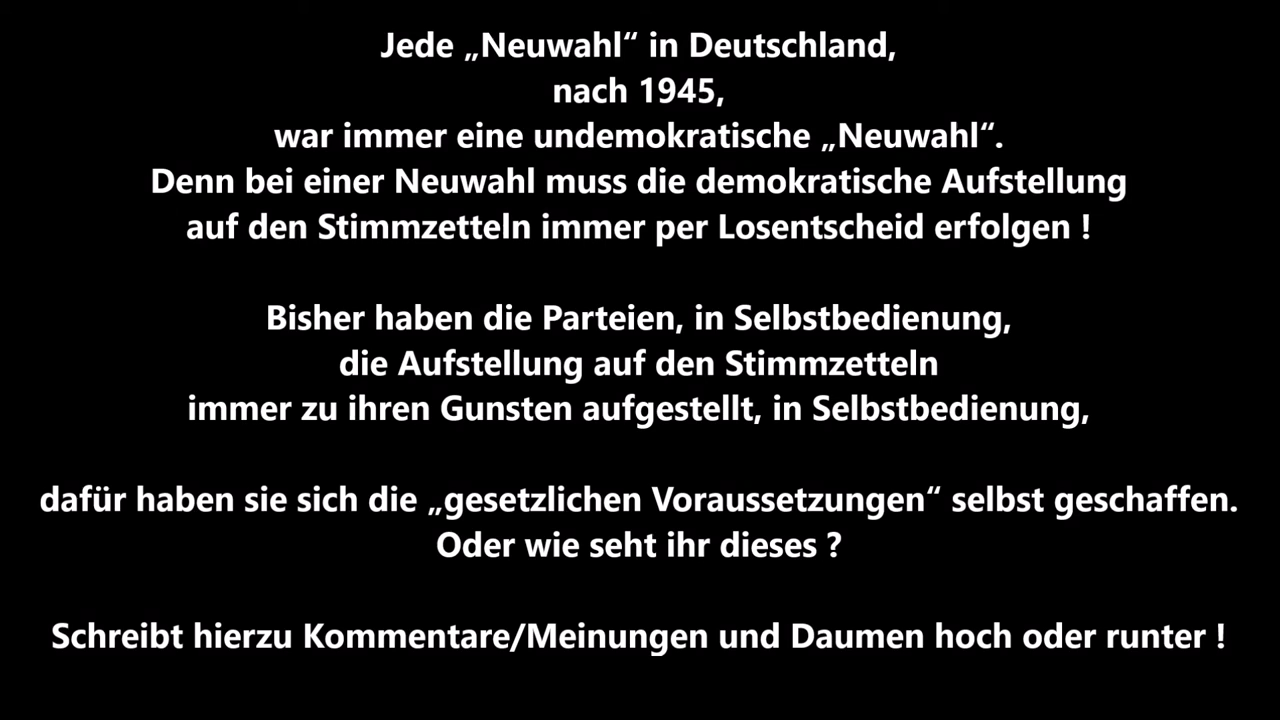 Jede „Neuwahl“ in Deutschland,
nach 1945,
war immer eine undemokratische „Neuwahl“.
Denn bei einer Neuwahl muss die demokratische Aufstellung
auf den Stimmzetteln immer per Losentscheid erfolgen !
Bisher haben die Parteien, in Selbstbedienung,
die Aufstellung auf den Stimmzetteln
immer zu ihren Gunsten aufgestellt, in Selbstbedienung,
dafür haben sie sich die „gesetzlichen Voraussetzungen“ selbst geschaffen.
Oder wie seht ihr dieses ?
Schreibt hierzu Kommentare/Meinungen und Daumen hoch oder runter !